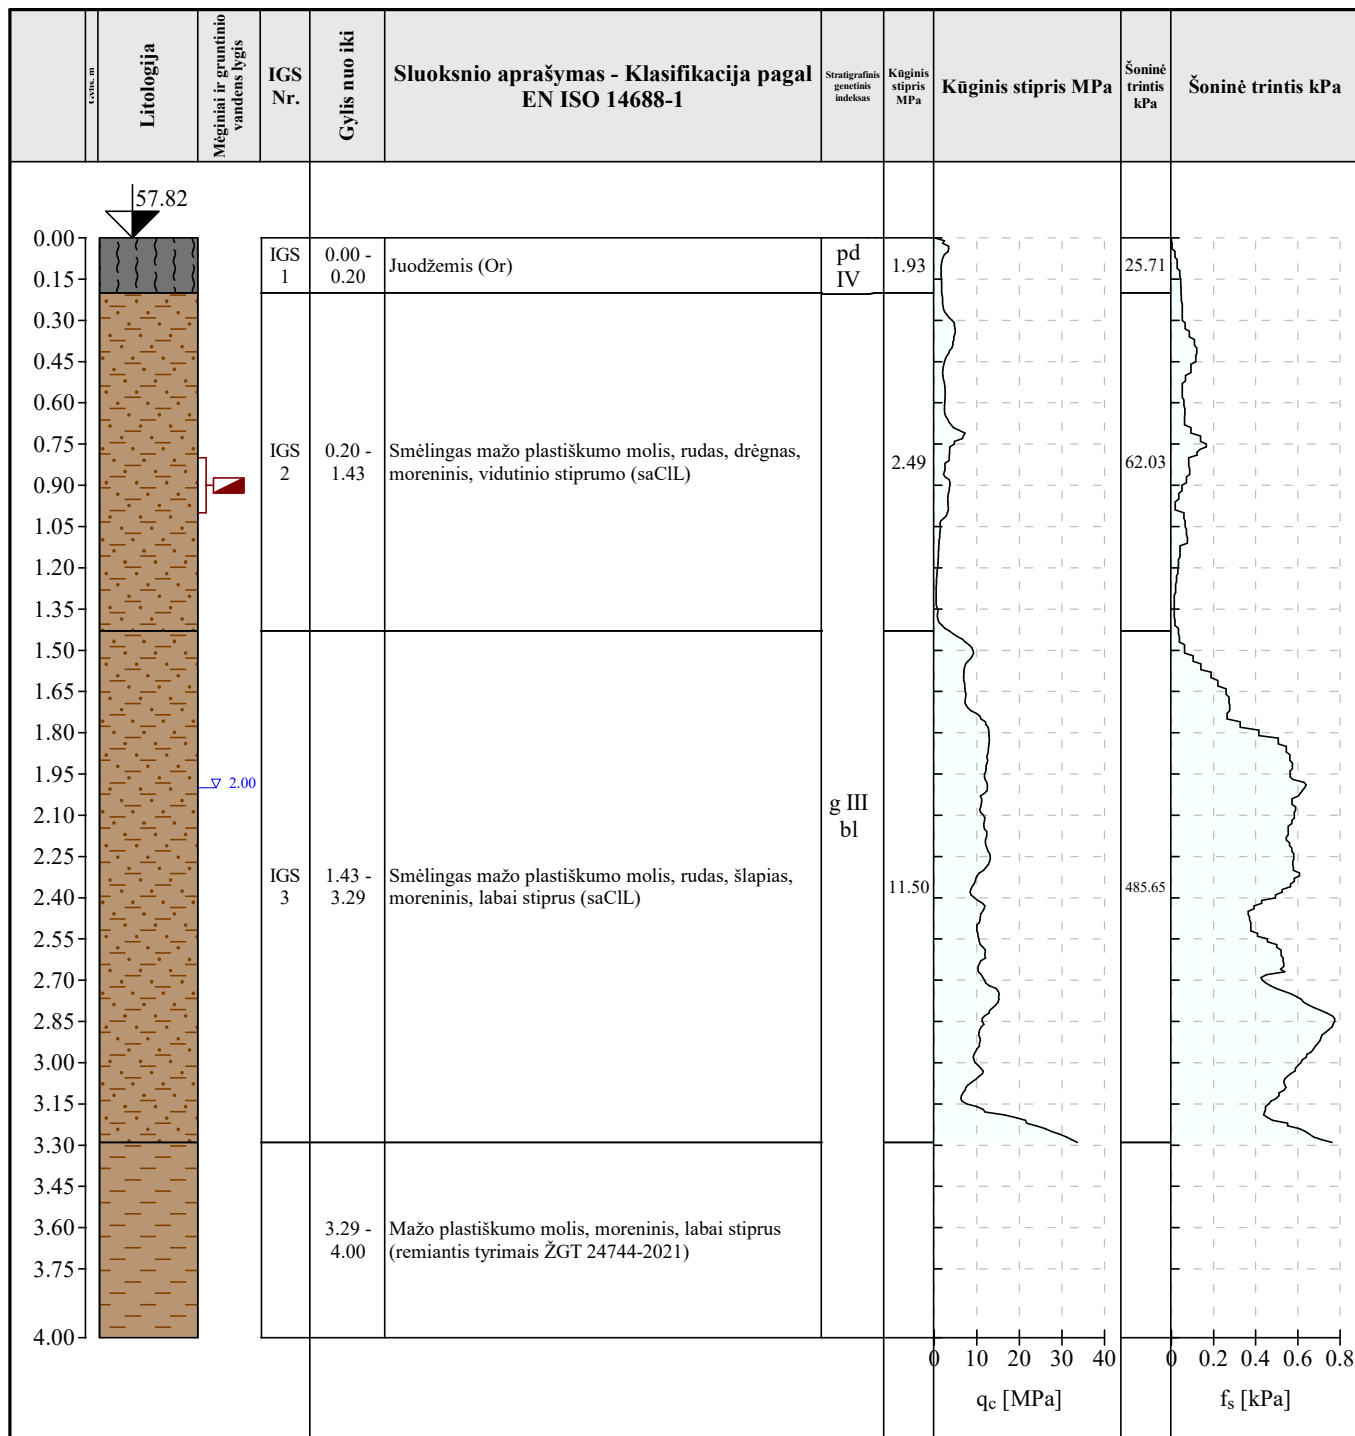 Gylis, m
Litologija
Mėginiai ir gruntinio
vandens lygis
IGS
Nr.
Gylis nuo iki
Sluoksnio aprašymas - Klasifikacija pagal
EN ISO 14688-1
Stratigrafinis
genetinis
indeksas
Kūginis
stipris
MPa
Kūginis stipris MPa
Šoninė
trintis
kPa
Šoninė trintis kPa
57.82
0.00
0.15
0.30
0.45
0.60
0.75
0.90
1.05
1.20
1.35
1.50
1.65
1.80
1.95
2.10
2.25
2.40
2.55
2.70
2.85
3.00
3.15
3.30
3.45
3.60
3.75
4.00
2.00
IGS
1
0.00 -
0.20
Juodžemis (Or)
pd
IV
1.93
25.71
IGS
2
0.20 -
1.43
Smėlingas mažo plastiškumo molis, rudas, drėgnas,
moreninis, vidutinio stiprumo (saClL)
2.49
62.03
g III
bl
IGS
3
1.43 -
3.29
Smėlingas mažo plastiškumo molis, rudas, šlapias,
moreninis, labai stiprus (saClL)
11.50
485.65
3.29 -
4.00
Mažo plastiškumo molis, moreninis, labai stiprus
(remiantis tyrimais ŽGT 24744-2021)
0 10 20 30 40
qc [MPa]
0 0.2 0.4 0.6 0.8
fs [kPa]